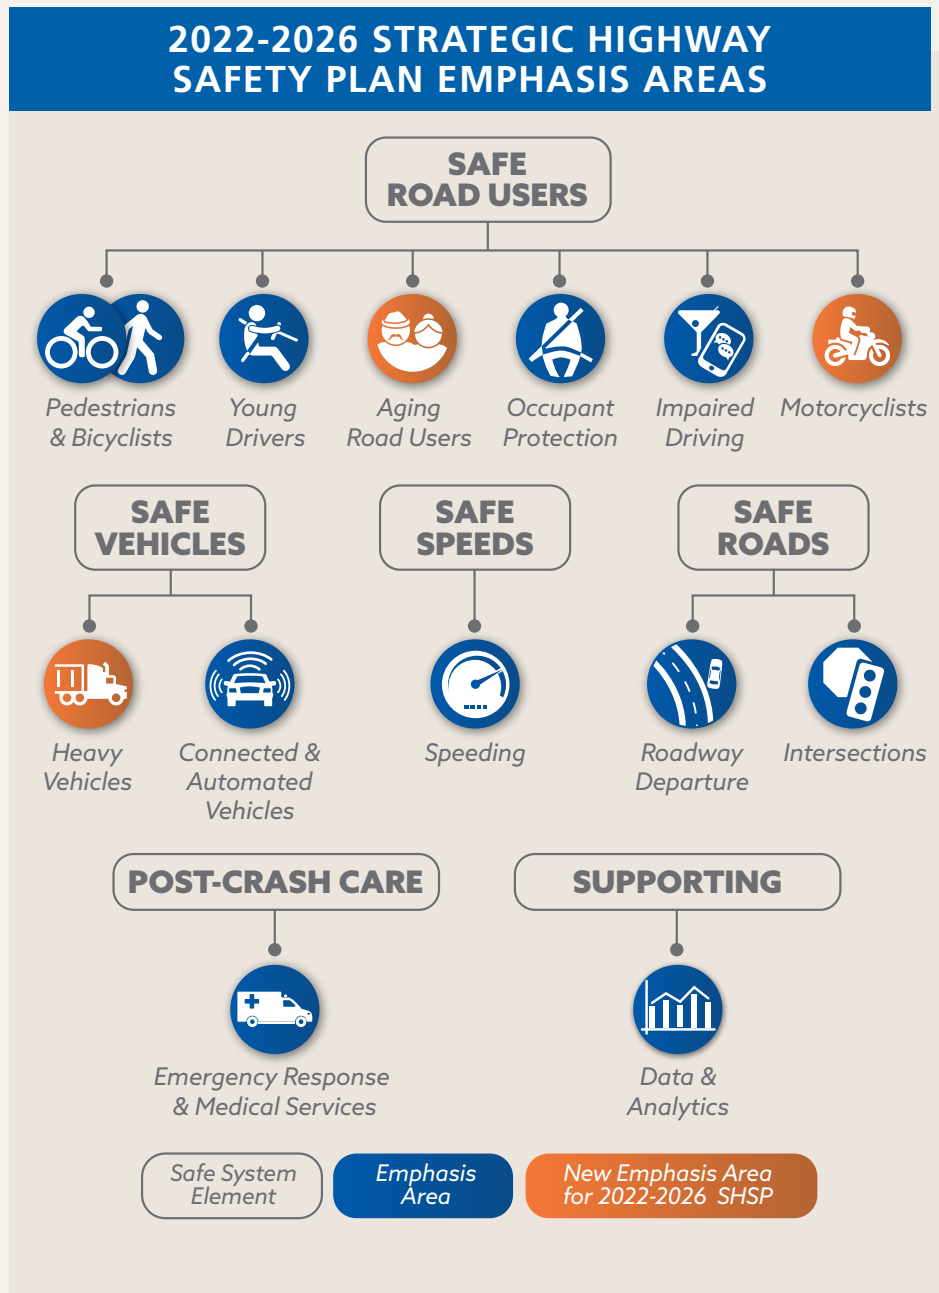 2022-2026 STRATEGIC HIGHWAY
SAFETY PLAN EMPHASIS AREAS
SAFE
ROAD USERS
Pedestrians
& Bicyclists
Young
Drivers
Aging
Road Users
Occupant
Protection
Impaired
Driving
Motorcyclists
SAFE
VEHICLES
SAFE
SPEEDS
SAFE
ROADS
Heavy
Vehicles
Connected &
Automated
Vehicles
Speeding
Roadway
Departure
Intersections
POST-CRASH CARE
SUPPORTING
Emergency Response
& Medical Services
Data &
Analytics
Safe System
Element
Emphasis
Area
New Emphasis Area
for 2022-2026 SHSP